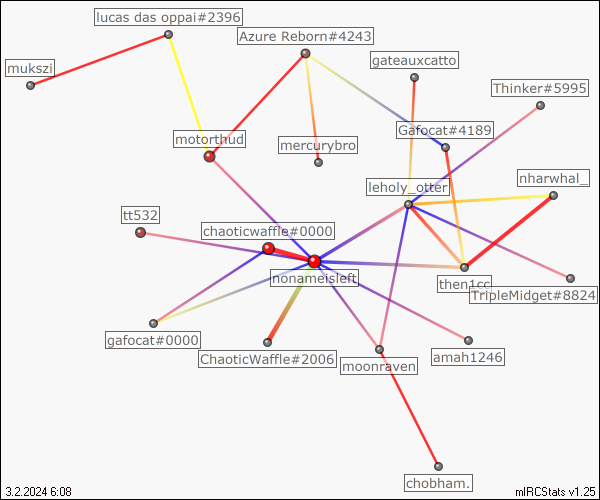 lucas das oppai#2396
Azure Reborn#4243
mukszi
gateauxcatto
Thinker#5995
Gafocat#4189
motorthud
mercurybro
nharwhal_
leholy_otter
tt532
chaoticwaffle#0000
nonameisleft
then1cc
TripleMidget#8824
gafocat#0000
ChaoticWaffle#2006
moonraven
amah1246
chobham.
3.2.2024 6:08
mIRCStats v1.25